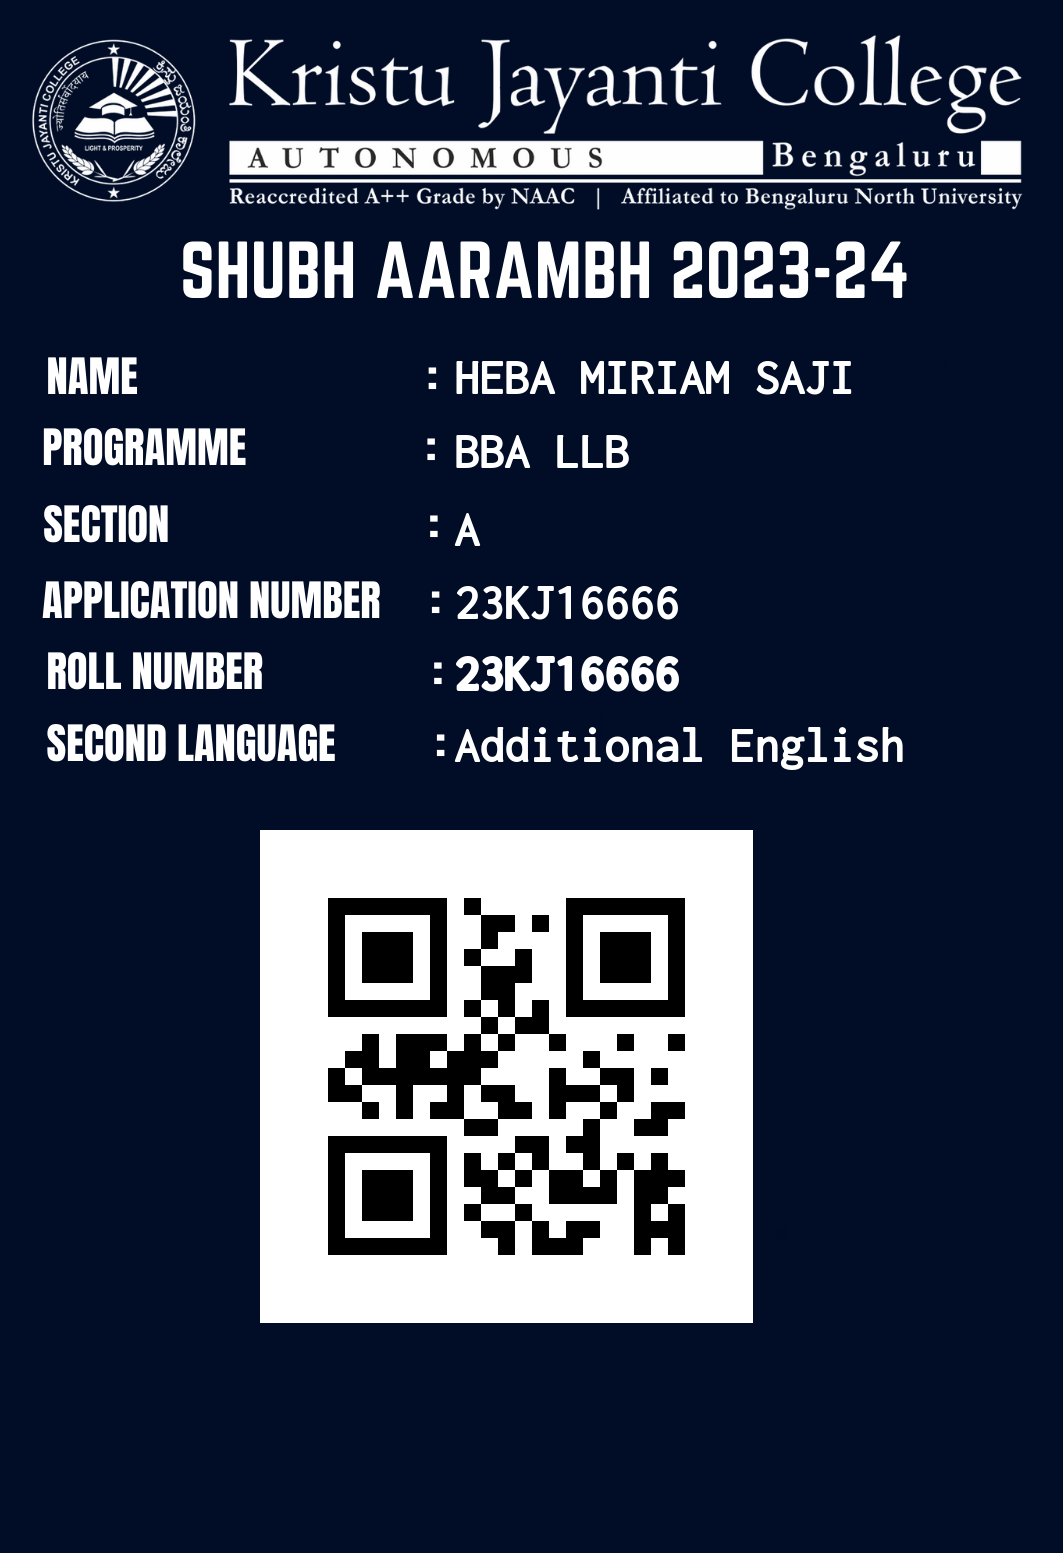 KRISTU JAYANTI COLLEGE
LIGHT & PROSPERITY
Kristu Jayanti College
AUTONOMOUS Bengaluru
Reaccredited A++ Grade by NAAC | Affiliated to Bengaluru North University
SHUBH AARAMBH 2023-24
NAME : HEBA MIRIAM SAJI
PROGRAMME : BBA LLB
SECTION : A
APPLICATION NUMBER : 23KJ16666
ROLL NUMBER : 23KJ16666
SECOND LANGUAGE : Additional English